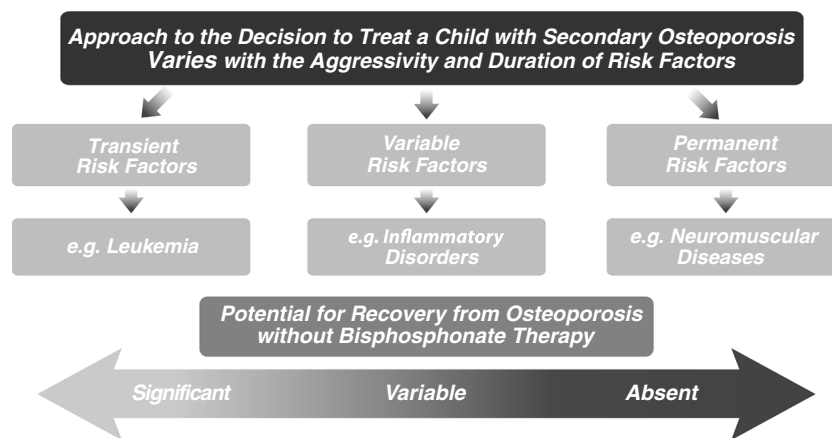 Approach to the Decision to Treat a Child with Secondary Osteoporosis
Varies with the Aggressivity and Duration of Risk Factors
Transient
Risk Factors
Variable
Risk Factors
Permanent
Risk Factors
e.g. Leukemia
e.g. Inflammatory
Disorders
e.g. Neuromuscular
Diseases
Potential for Recovery from Osteoporosis
without Bisphosphonate Therapy
Significant
Variable
Absent